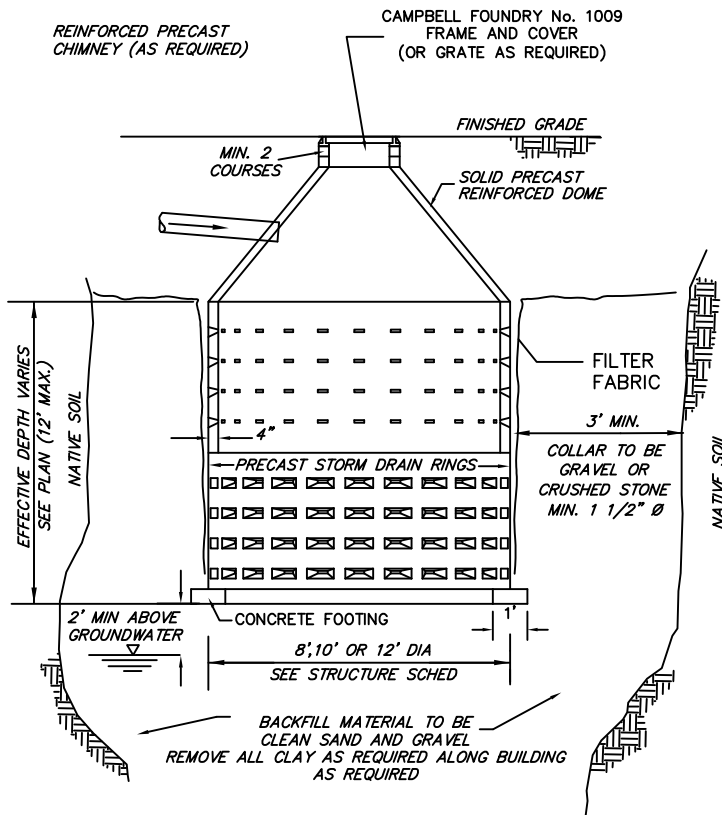 REINFORCED PRECAST
CHIMNEY (AS REQUIRED)
CAMPBELL FOUNDRY No. 1009
FRAME AND COVER
(OR GRATE AS REQUIRED)
FINISHED GRADE
MIN. 2
COURSES
SOLID PRECAST
REINFORCED DOME
EFFECTIVE DEPTH VARIES
SEE PLAN (12' MAX.)
NATIVE SOIL
FILTER
FABRIC
4"
3' MIN.
COLLAR TO BE
GRAVEL OR
CRUSHED STONE
MIN. 1 1/2" Ø
NATIVE SOIL
PRECAST STORM DRAIN RINGS
2' MIN ABOVE
GROUNDWATER
CONCRETE FOOTING
1'
8',10' OR 12' DIA
SEE STRUCTURE SCHED
BACKFILL MATERIAL TO BE
CLEAN SAND AND GRAVEL
REMOVE ALL CLAY AS REQUIRED ALONG BUILDING
AS REQUIRED